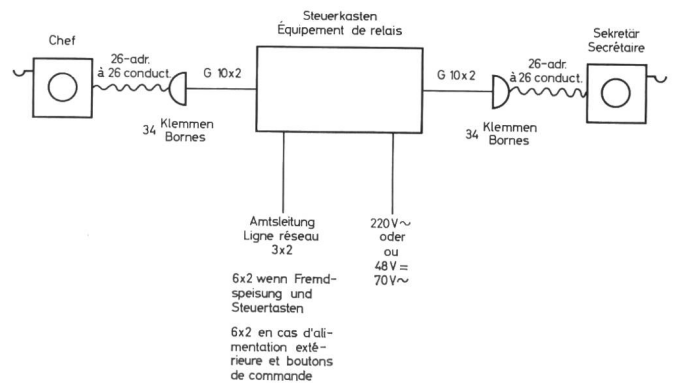 Steuerkasten
Équipement de relais
Chef
26-adr.
à 26 conduct.
G 10x2
34 Klemmen
Bornes
G 10x2
34 Klemmen
Bornes
26-adr.
à 26 conduct.
Sekretär
Secrétaire
Amtsleitung
Ligne réseau
3x2
6x2 wenn Fremd-
speisung und
Steuertasten
6x2 en cas d'ali-
mentation exté-
rieure et boutons
de commande
220V~
oder
ou
48V=
70V~